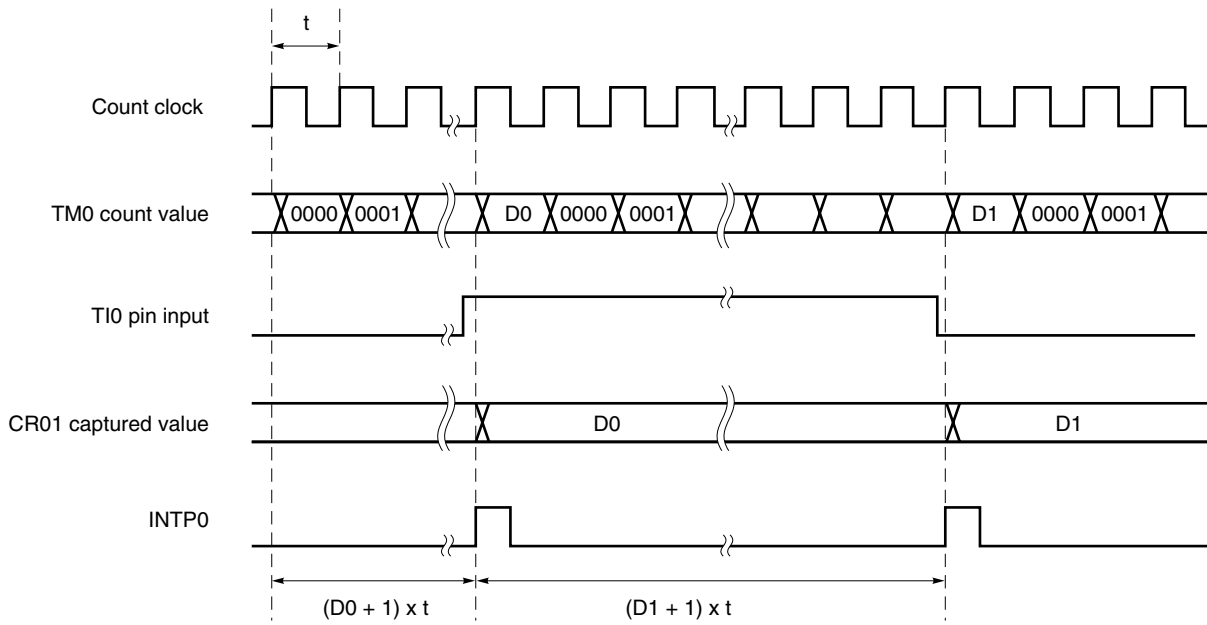 t
Count clock
TM0 count value
0000 0001 D0 0000 0001 D1 0000 0001
TI0 pin input
CR01 captured value
D0 D1
INTP0
(D0 + 1) x t (D1 + 1) x t